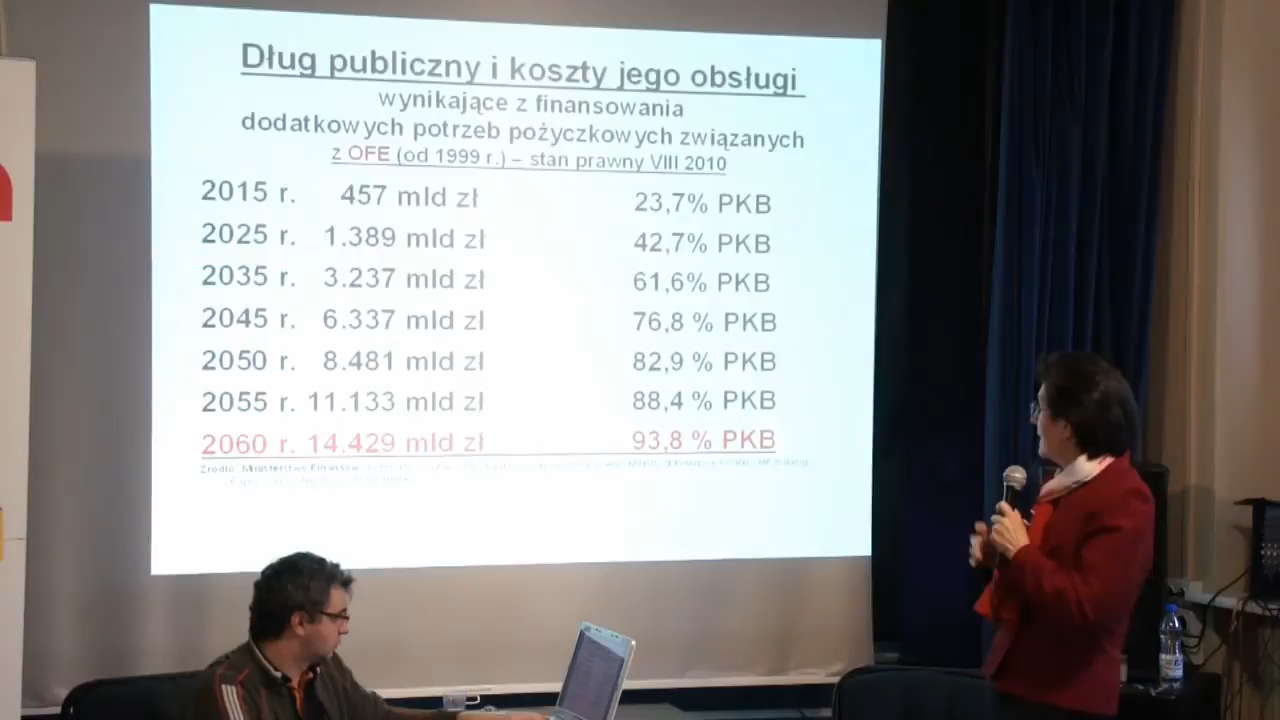 Dług publiczny i koszty jego obsługi
wynikające z finansowania
dodatkowych potrzeb pożyczkowych związanych
z OFE (od 1999 r.) – stan prawny VIII 2010
2015 r. 457 mld zł 23,7% PKB
2025 r. 1.389 mld zł 42,7% PKB
2035 r. 3.237 mld zł 61,6% PKB
2045 r. 6.337 mld zł 76,8 % PKB
2050 r. 8.481 mld zł 82,9 % PKB
2055 r. 11.133 mld zł 88,4 % PKB
2060 r. 14.429 mld zł 93,8 % PKB
Źródło: Ministerstwo Finansów